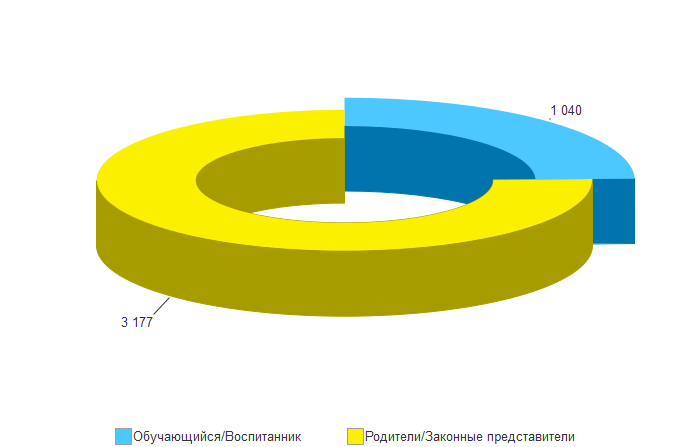 1 040
3 177
Обучающийся/Воспитанник
Родители/Законные представители